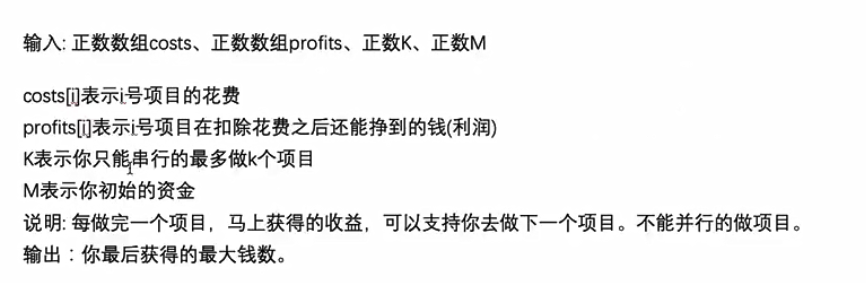 输入: 正数数组costs、正数数组profits、正数K、正数M
costs[i]表示i号项目的花费
profits[i]表示i号项目在扣除花费之后还能挣到的钱(利润)
K表示你只能串行的最多做k个项目
M表示你初始的资金
说明: 每做完一个项目，马上获得的收益，可以支持你去做下一个项目。不能并行的做项目。
输出：你最后获得的最大钱数。